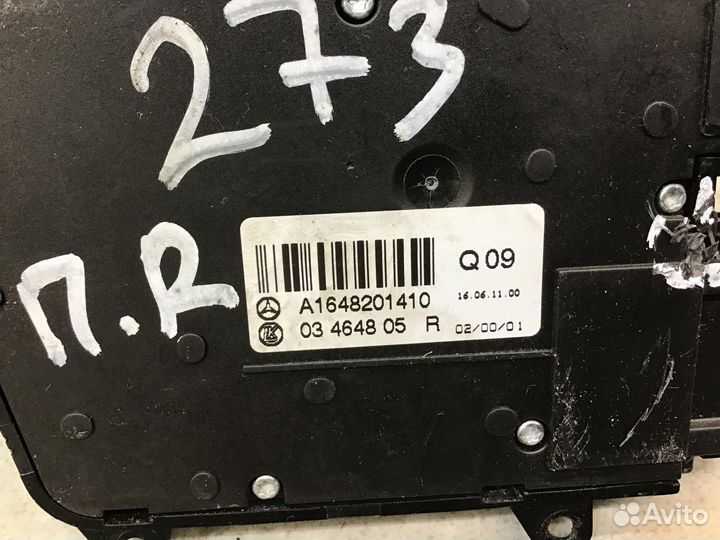 273
П.R
A1648201410
Q 09
16.06.11.00
03 4648 05 R
02/00/01
Avito